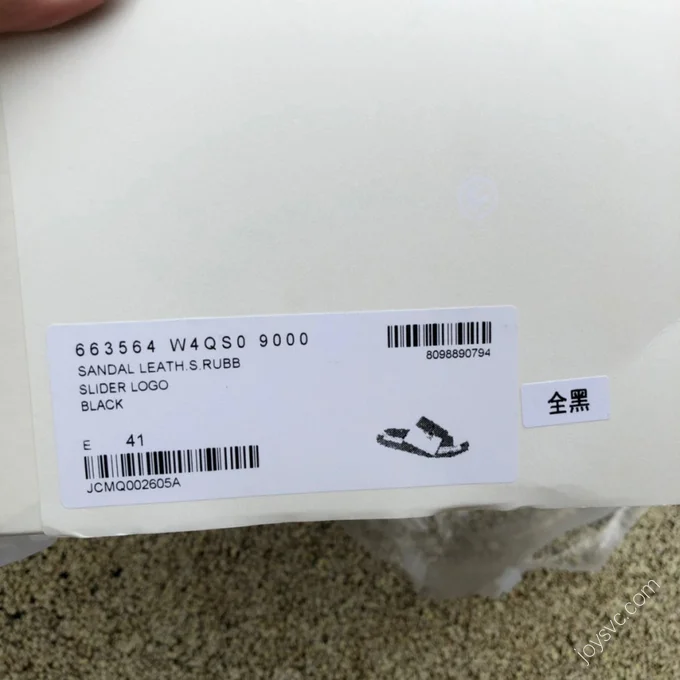 663564 W4QS0 9000
SANDAL LEATH.S.RUBB
SLIDER LOGO
BLACK
8098890794
E 41
JCMQ002605A
全黑
joysvc.com